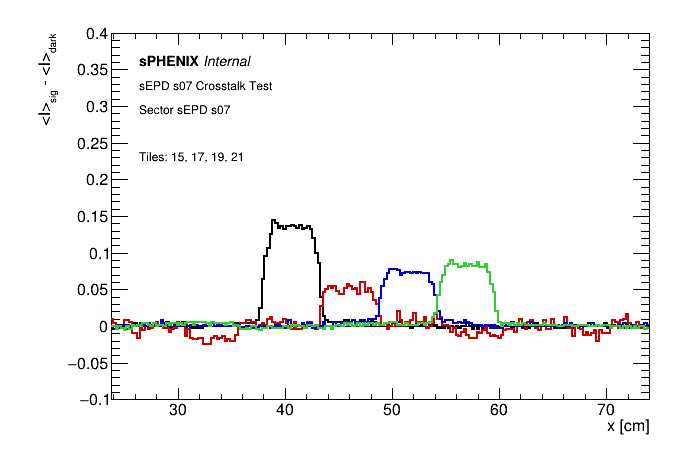 <I>sig - <I>dark
0.4
0.35
0.3
0.25
0.2
0.15
0.1
0.05
0
−0.05
−0.1
sPHENIX Internal
sEPD s07 Crosstalk Test
Sector sEPD s07
Tiles: 15, 17, 19, 21
30 40 50 60 70
x [cm]